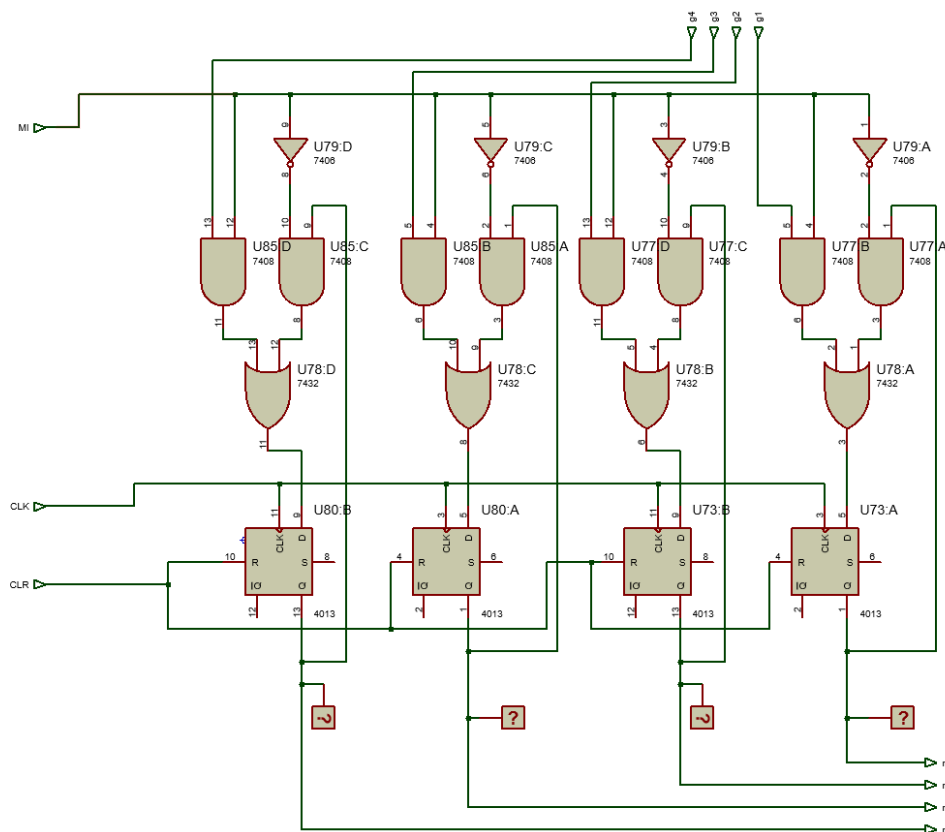 g4 g3 g2 g1
MI
9 5 3 1
U79:D U79:C U79:B U79:A
7406 7406 7406 7406
8 6 4 2
13 12 10 9 5 4 2 1 13 12 10 9 5 4 2 1
U85 D U85:C U85 B U85:A U77 D U77:C U77 B U77:A
7408 7408 7408 7408 7408 7408 7408 7408
11 8 6 3 11 8 6 3
13 12 10 9 5 4 2 1
U78:D U78:C U78:B U78:A
7432 7432 7432 7432
11 8 6 3
CLK
11 9 3 5 11 9 3 5
U80:B U80:A U73:B U73:A
CLK D CLK D CLK D CLK D
10 R S 8 4 R S 6 10 R S 8 4 R S 6
CLR
Q Q Q Q Q Q Q Q
12 13 4013 2 1 4013 12 13 4013 2 1 4013
? ? ? ?